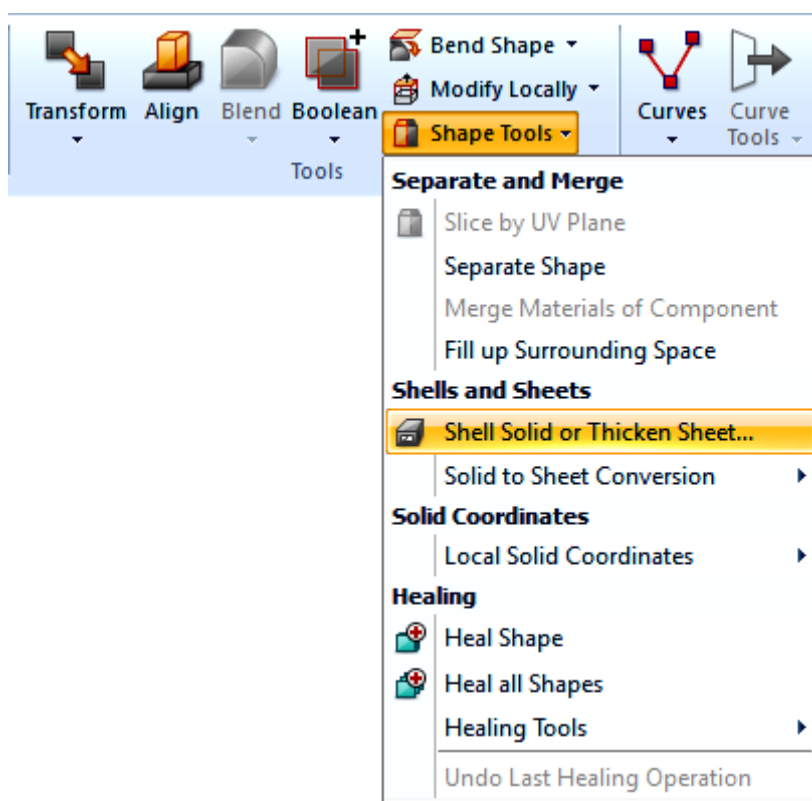 Transform
Align
Blend
Boolean
Bend Shape
Modify Locally
Shape Tools
Curves
Curve
Tools
Tools
Separate and Merge
Slice by UV Plane
Separate Shape
Merge Materials of Component
Fill up Surrounding Space
Shells and Sheets
Shell Solid or Thicken Sheet...
Solid to Sheet Conversion
Solid Coordinates
Local Solid Coordinates
Healing
Heal Shape
Heal all Shapes
Healing Tools
Undo Last Healing Operation